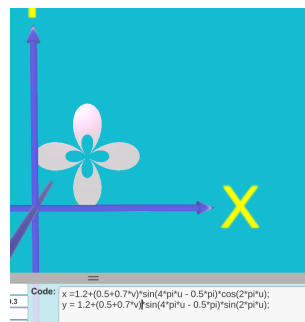 X
Code:
x =1.2+(0.5+0.7*v)*sin(4*pi*u - 0.5*pi)*cos(2*pi*u);
y = 1.2+(0.5+0.7*v)*sin(4*pi*u - 0.5*pi)*sin(2*pi*u);